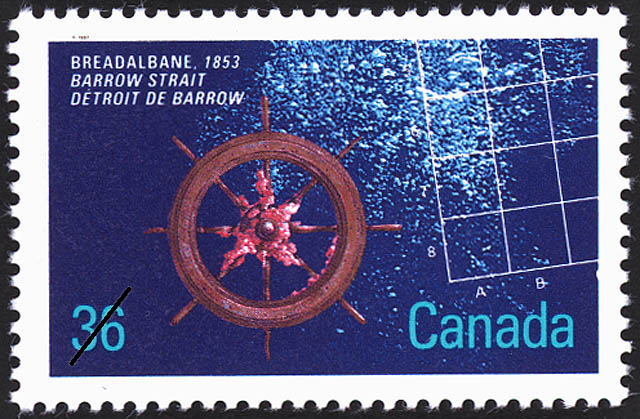 BREADALBANE, 1853
BARROW STRAIT
DÉTROIT DE BARROW
8
A
B
36
Canada